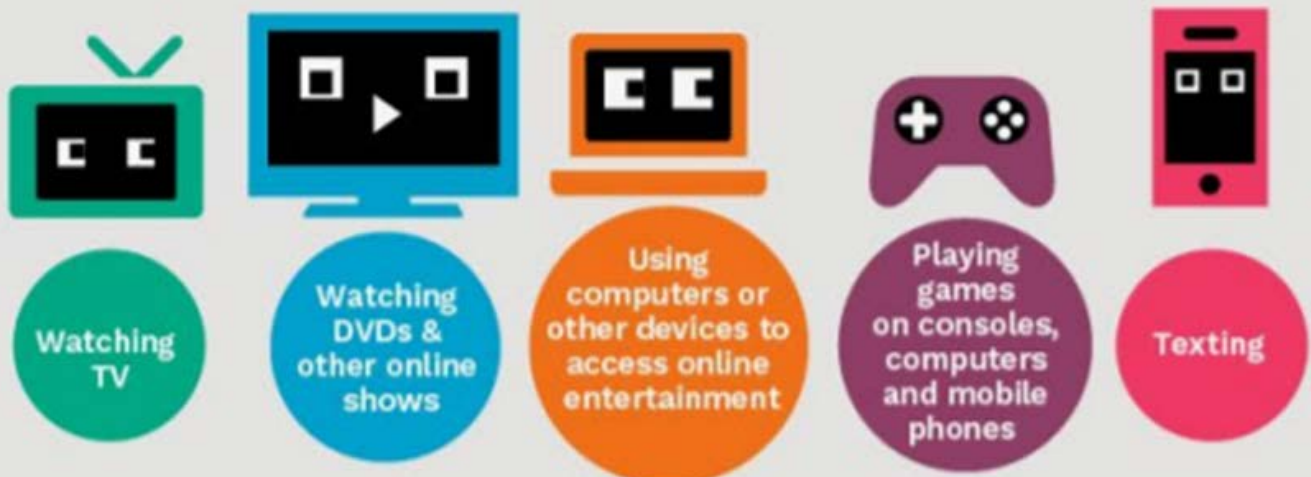 Watching
TV
Watching
DVDs &
other online
shows
Using
computers or
other devices to
access online
entertainment
Playing
games
on consoles,
computers
and mobile
phones
Texting